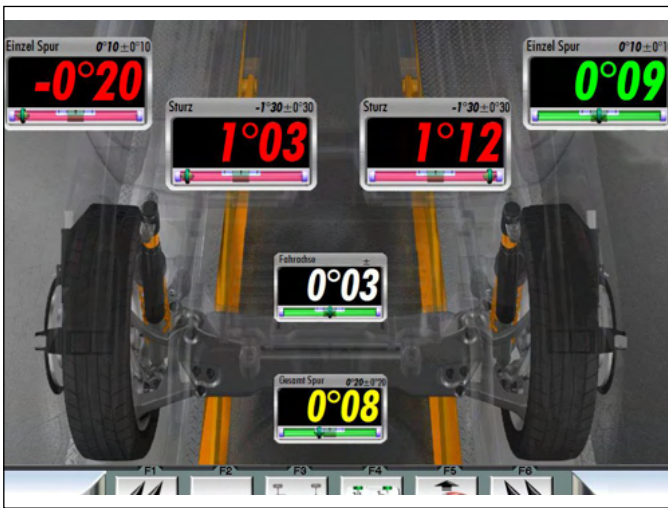 Einzel Spur 0°10±0°10
-0°20
Einzel Spur 0°10±0°1
0°09
Sturz -1°30±0°30
1°03
Sturz -1°30±0°30
1°12
Fahrachse ±
0°03
Gesamt Spur 0°20±0°20
0°08
F1 F2 F3 F4 F5 F6